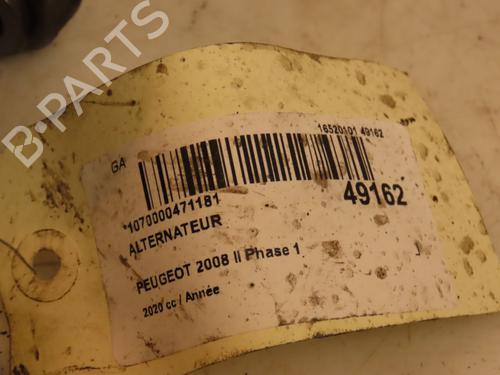 B-PARTS
GA
16520101 49162
*1070000471181
49162
ALTERNATEUR
PEUGEOT 2008 II Phase 1
2020 cc / Année